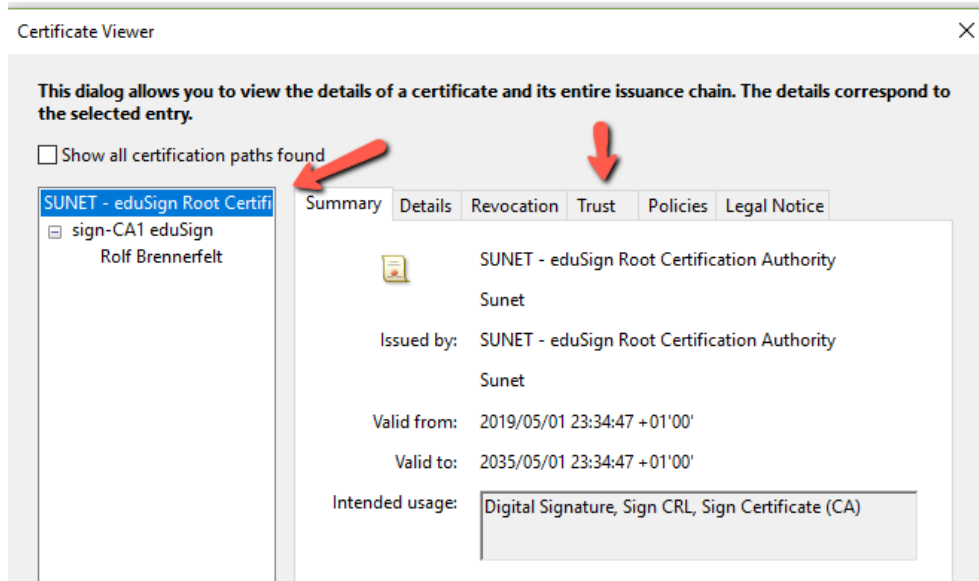 Certificate Viewer
This dialog allows you to view the details of a certificate and its entire issuance chain. The details correspond to
the selected entry.
Show all certification paths found
SUNET - eduSign Root Certifi
sign-CA1 eduSign
Rolf Brennerfelt
Summary Details Revocation Trust Policies Legal Notice
SUNET - eduSign Root Certification Authority
Sunet
Issued by: SUNET - eduSign Root Certification Authority
Sunet
Valid from: 2019/05/01 23:34:47 +01'00'
Valid to: 2035/05/01 23:34:47 +01'00'
Intended usage: Digital Signature, Sign CRL, Sign Certificate (CA)